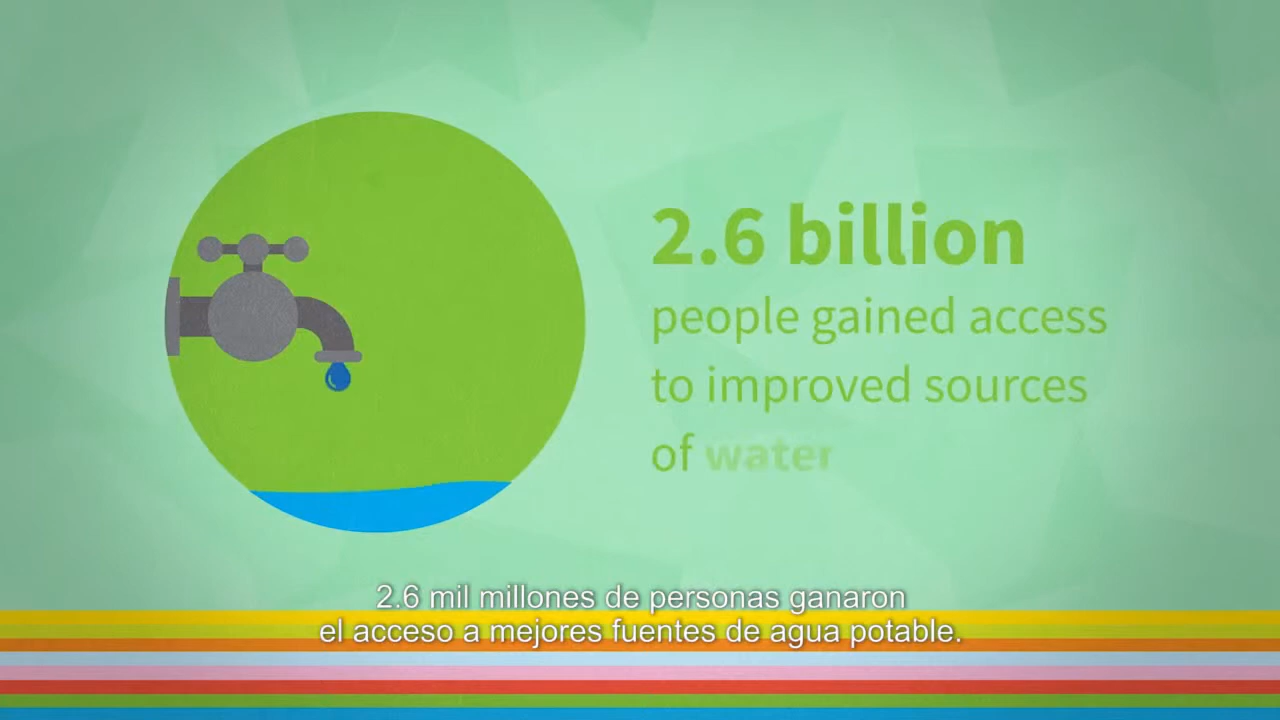 2.6 billion
people gained access
to improved sources
of water
2.6 mil millones de personas ganaron
el acceso a mejores fuentes de agua potable.